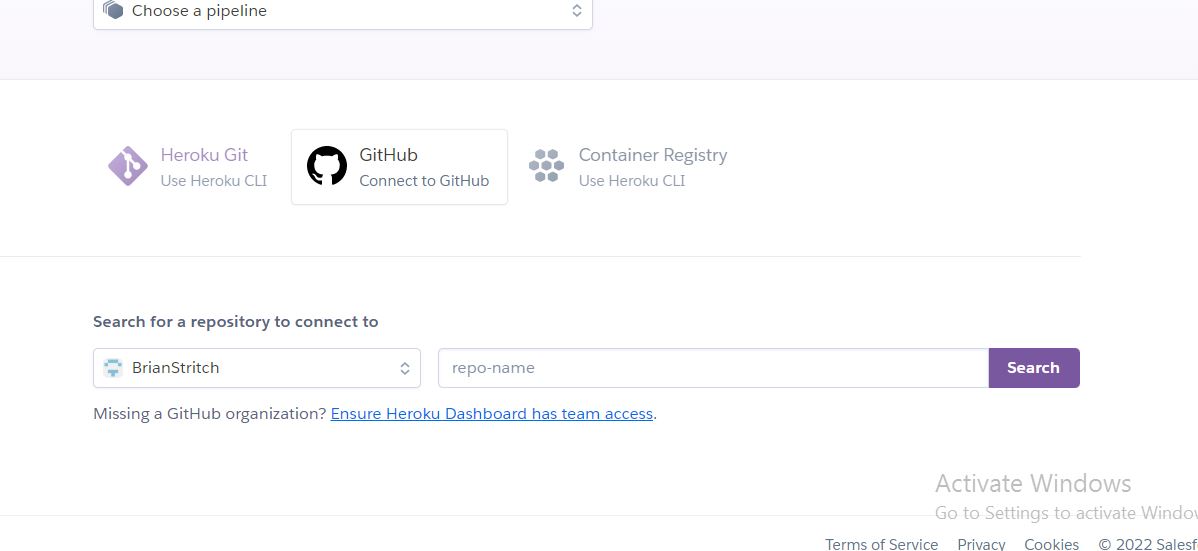 Choose a pipeline
Heroku Git
Use Heroku CLI
GitHub
Connect to GitHub
Container Registry
Use Heroku CLI
Search for a repository to connect to
BrianStritch
repo-name
Search
Missing a GitHub organization? Ensure Heroku Dashboard has team access.
Activate Windows
Go to Settings to activate Windo
Terms of Service Privacy Cookies © 2022 Salesf